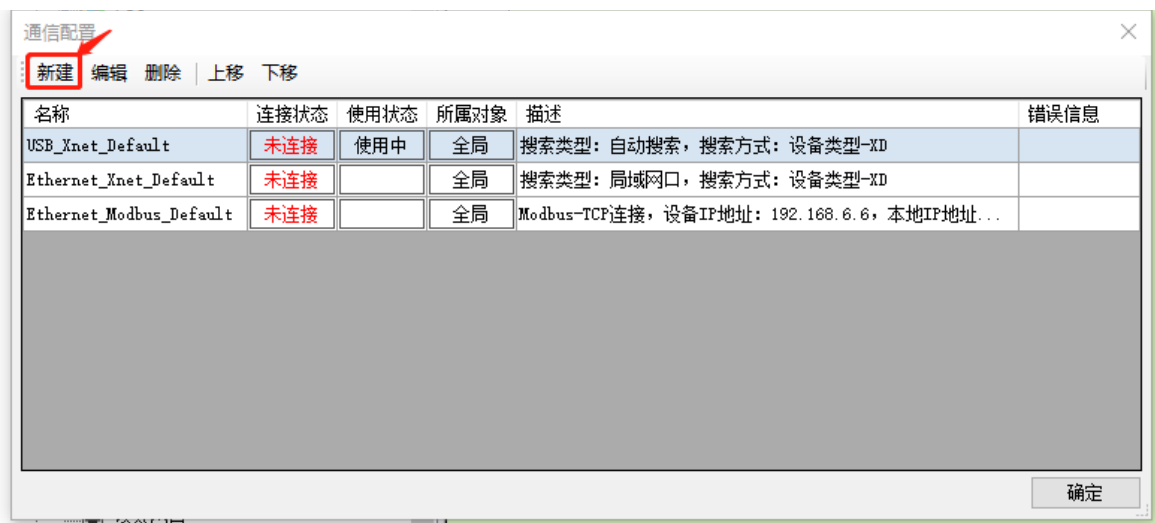 通信配置
新建 编辑 删除 上移 下移
名称 连接状态 使用状态 所属对象 描述 错误信息
USB_Xnet_Default 未连接 使用中 全局 搜索类型: 自动搜索, 搜索方式: 设备类型-XD
Ethernet_Xnet_Default 未连接 全局 搜索类型: 局域网口, 搜索方式: 设备类型-XD
Ethernet_Modbus_Default 未连接 全局 Modbus-TCP连接, 设备IP地址: 192.168.6.6, 本地IP地址...
确定